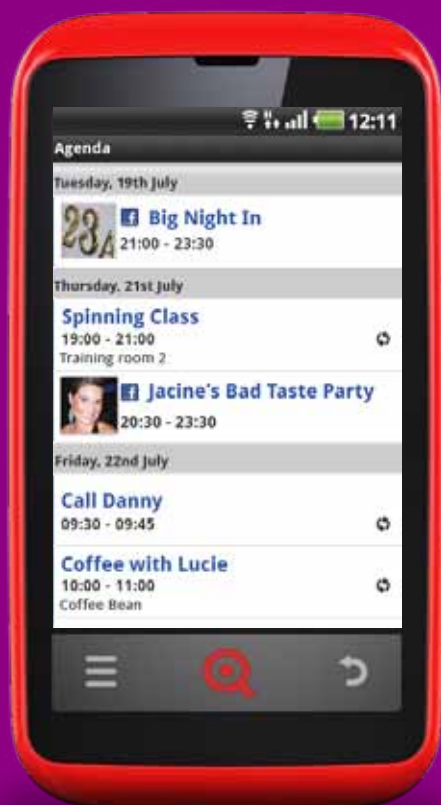 12:11
Agenda
Tuesday, 19th July
23A
f Big Night In
21:00 - 23:30
Thursday, 21st July
Spinning Class
19:00 - 21:00
Training room 2
f Jacine's Bad Taste Party
20:30 - 23:30
Friday, 22nd July
Call Danny
09:30 - 09:45
Coffee with Lucie
10:00 - 11:00
Coffee Bean